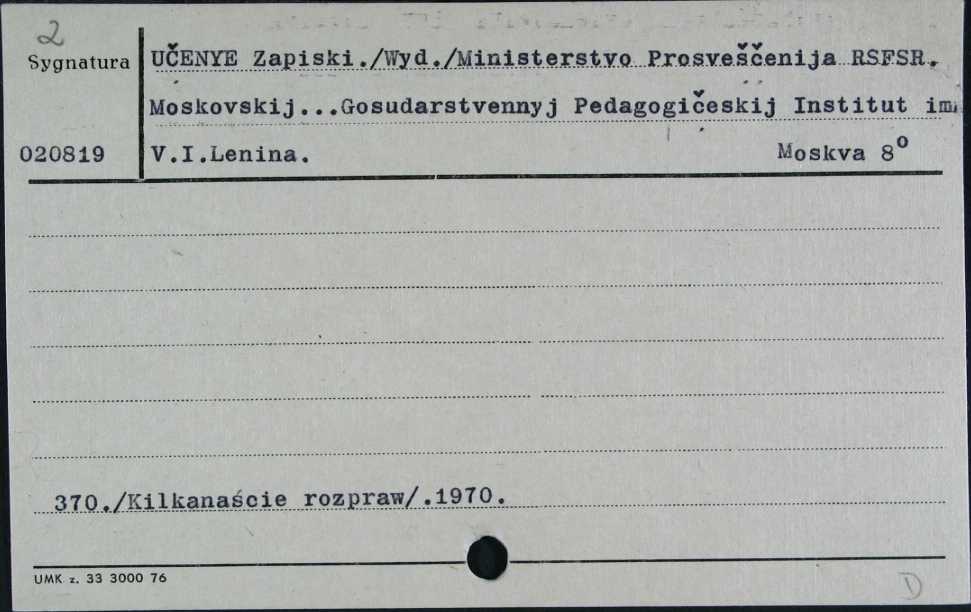 2
Sygnatura
UČENYE Zapiski./Wyd./Ministerstvo Prosveščenija RSFSR.
Moskovskij...Gosudarstvennyj Pedagogičeskij Institut im.
020819
V.I.Lenina. Moskva 8°
370./Kilkanaście rozpraw/.1970.
UMK z. 33 3000 76
D